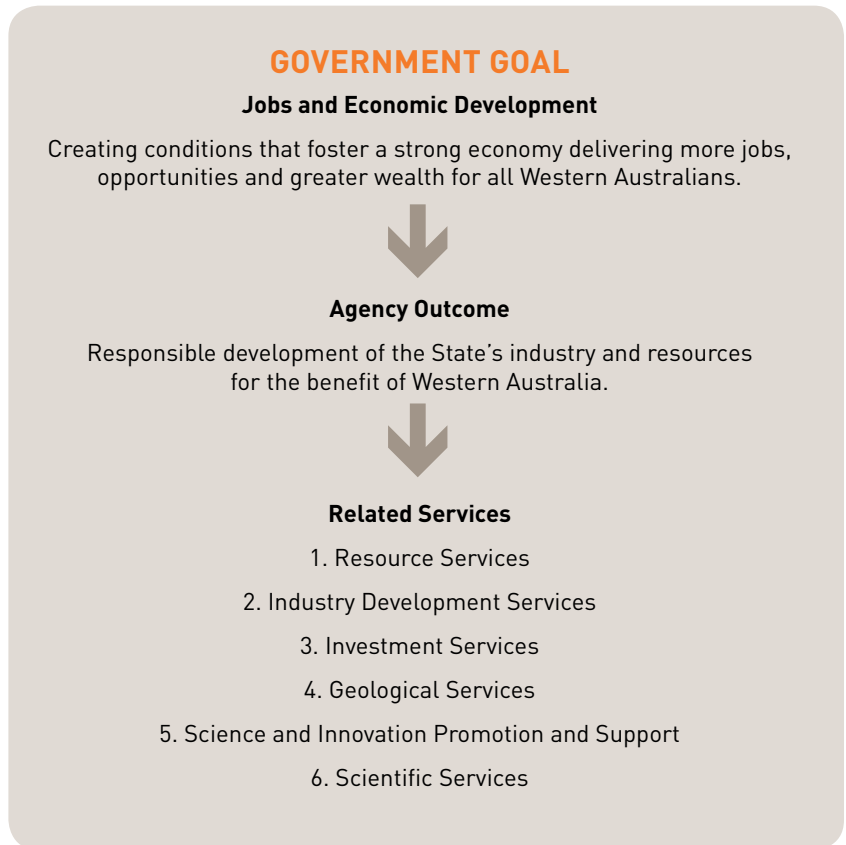 GOVERNMENT GOAL
Jobs and Economic Development
Creating conditions that foster a strong economy delivering more jobs,
opportunities and greater wealth for all Western Australians.
Agency Outcome
Responsible development of the State’s industry and resources
for the benefit of Western Australia.
Related Services
1. Resource Services
2. Industry Development Services
3. Investment Services
4. Geological Services
5. Science and Innovation Promotion and Support
6. Scientific Services